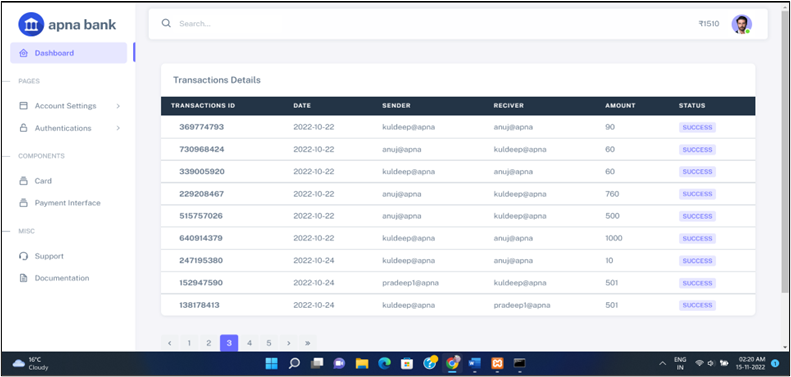 apna bank
Search...
₹1510
Dashboard
PAGES
Account Settings
Authentications
COMPONENTS
Card
Payment Interface
MISC
Support
Documentation
Transactions Details
TRANSACTIONS ID DATE SENDER RECIVER AMOUNT STATUS
369774793 2022-10-22 kuldeep@apna anuj@apna 90 SUCCESS
730968424 2022-10-22 anuj@apna kuldeep@apna 60 SUCCESS
339005920 2022-10-22 kuldeep@apna anuj@apna 60 SUCCESS
229208467 2022-10-22 anuj@apna kuldeep@apna 760 SUCCESS
515757026 2022-10-22 anuj@apna kuldeep@apna 500 SUCCESS
640914379 2022-10-22 kuldeep@apna anuj@apna 1000 SUCCESS
247195380 2022-10-24 kuldeep@apna anuj@apna 10 SUCCESS
152947590 2022-10-24 pradeep1@apna kuldeep@apna 501 SUCCESS
138178413 2022-10-24 kuldeep@apna pradeep1@apna 501 SUCCESS
‹ 1 2 3 4 5 › »
16°C
Cloudy
ENG
IN
02:20 AM
15-11-2022